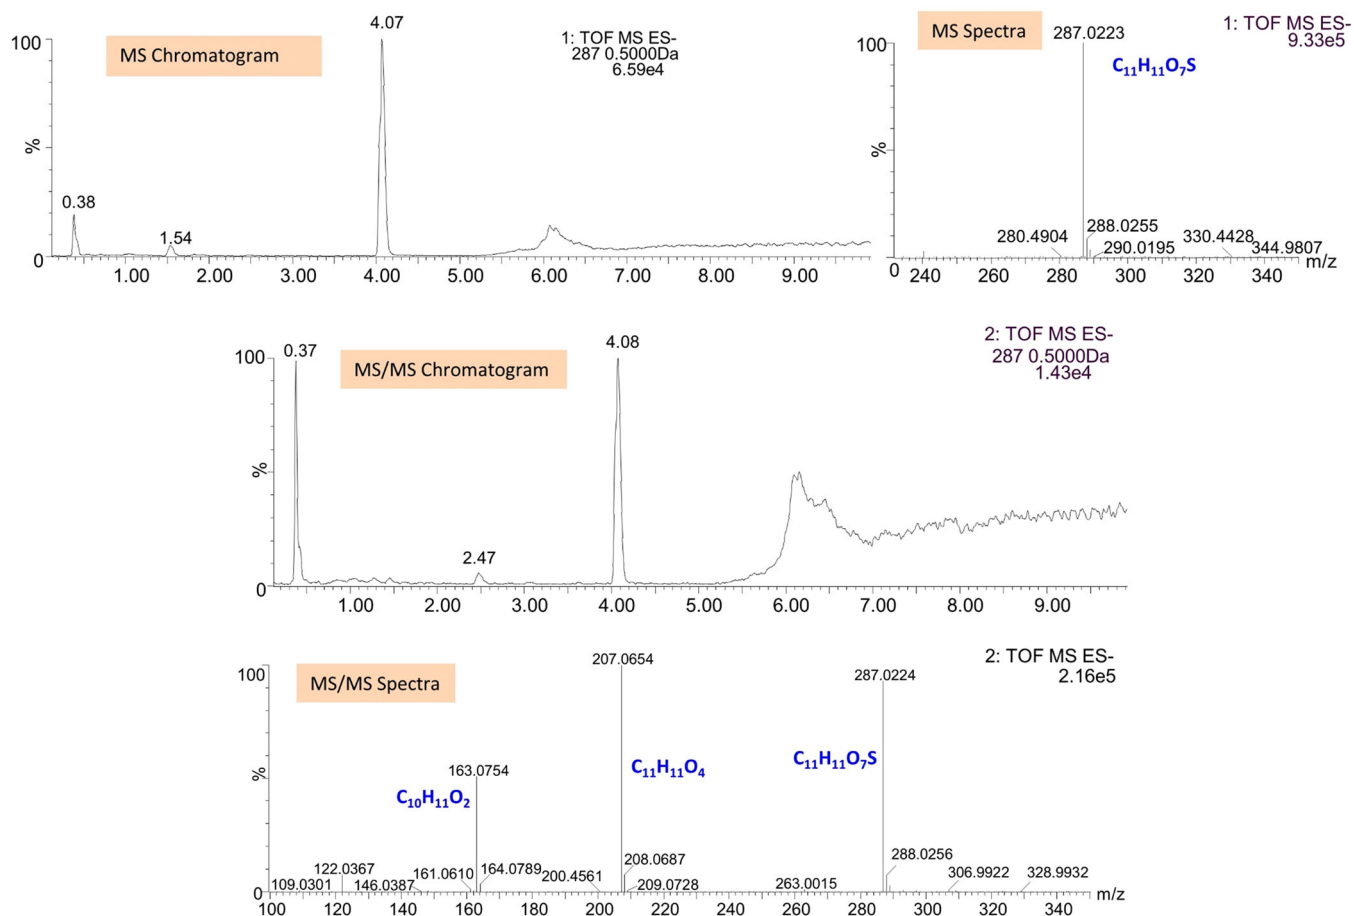 MS Chromatogram
4.07
1: TOF MS ES-
287 0.5000Da
6.59e4
100
%
0
0.38
1.54
1.00 2.00 3.00 4.00 5.00 6.00 7.00 8.00 9.00
MS Spectra
287.0223
1: TOF MS ES-
9.33e5
C₁₁H₁₁O₇S
100
%
0
280.4904
288.0255
290.0195
330.4428
344.9807
m/z
240 260 280 300 320 340
MS/MS Chromatogram
2: TOF MS ES-
287 0.5000Da
1.43e4
100
%
0
0.37
2.47
4.08
1.00 2.00 3.00 4.00 5.00 6.00 7.00 8.00 9.00
MS/MS Spectra
2: TOF MS ES-
2.16e5
100
%
0
207.0654
287.0224
C₁₁H₁₁O₄
C₁₁H₁₁O₇S
163.0754
C₁₀H₁₁O₂
109.0301
122.0367
146.0387
161.0610
164.0789
200.4561
208.0687
209.0728
263.0015
288.0256
306.9922
328.9932
m/z
100 120 140 160 180 200 220 240 260 280 300 320 340